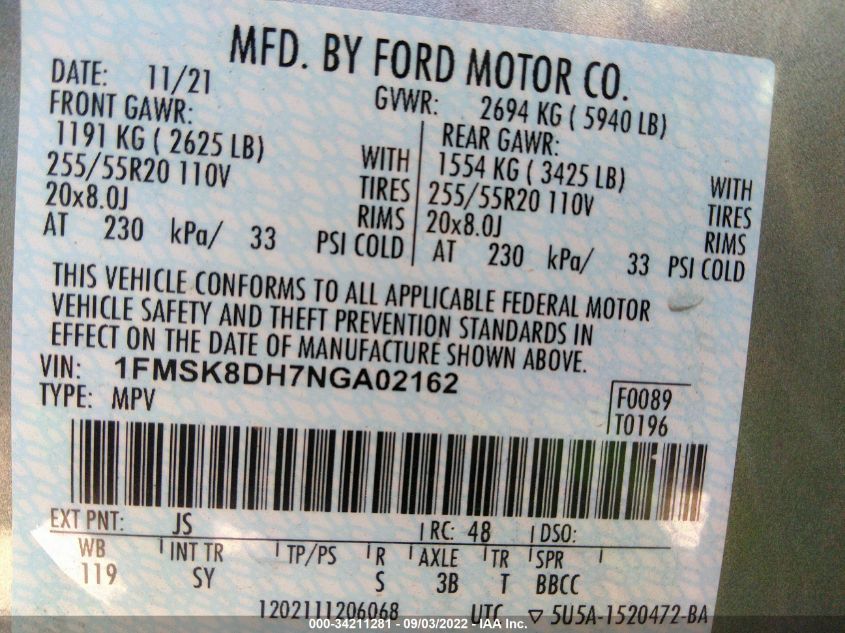 MFD. BY FORD MOTOR CO.
DATE: 11/21
GVWR: 2694 KG ( 5940 LB)
FRONT GAWR:
1191 KG ( 2625 LB)
255/55R20 110V
20x8.0J
AT 230 kPa/ 33 PSI COLD
WITH
TIRES
RIMS
REAR GAWR:
1554 KG ( 3425 LB)
255/55R20 110V
20x8.0J
AT 230 kPa/ 33 PSI COLD
WITH
TIRES
RIMS
THIS VEHICLE CONFORMS TO ALL APPLICABLE FEDERAL MOTOR
VEHICLE SAFETY AND THEFT PREVENTION STANDARDS IN
EFFECT ON THE DATE OF MANUFACTURE SHOWN ABOVE.
VIN: 1FMSK8DH7NGA02162
TYPE: MPV
F0089
T0196
EXT PNT: JS RC: 48 DSO:
WB INT TR TP/PS R AXLE TR SPR
119 SY S 3B T BBCC
1202111206068 UTC ▽ 5U5A-1520472-BA
000-34211281 - 09/03/2022 - IAA Inc.